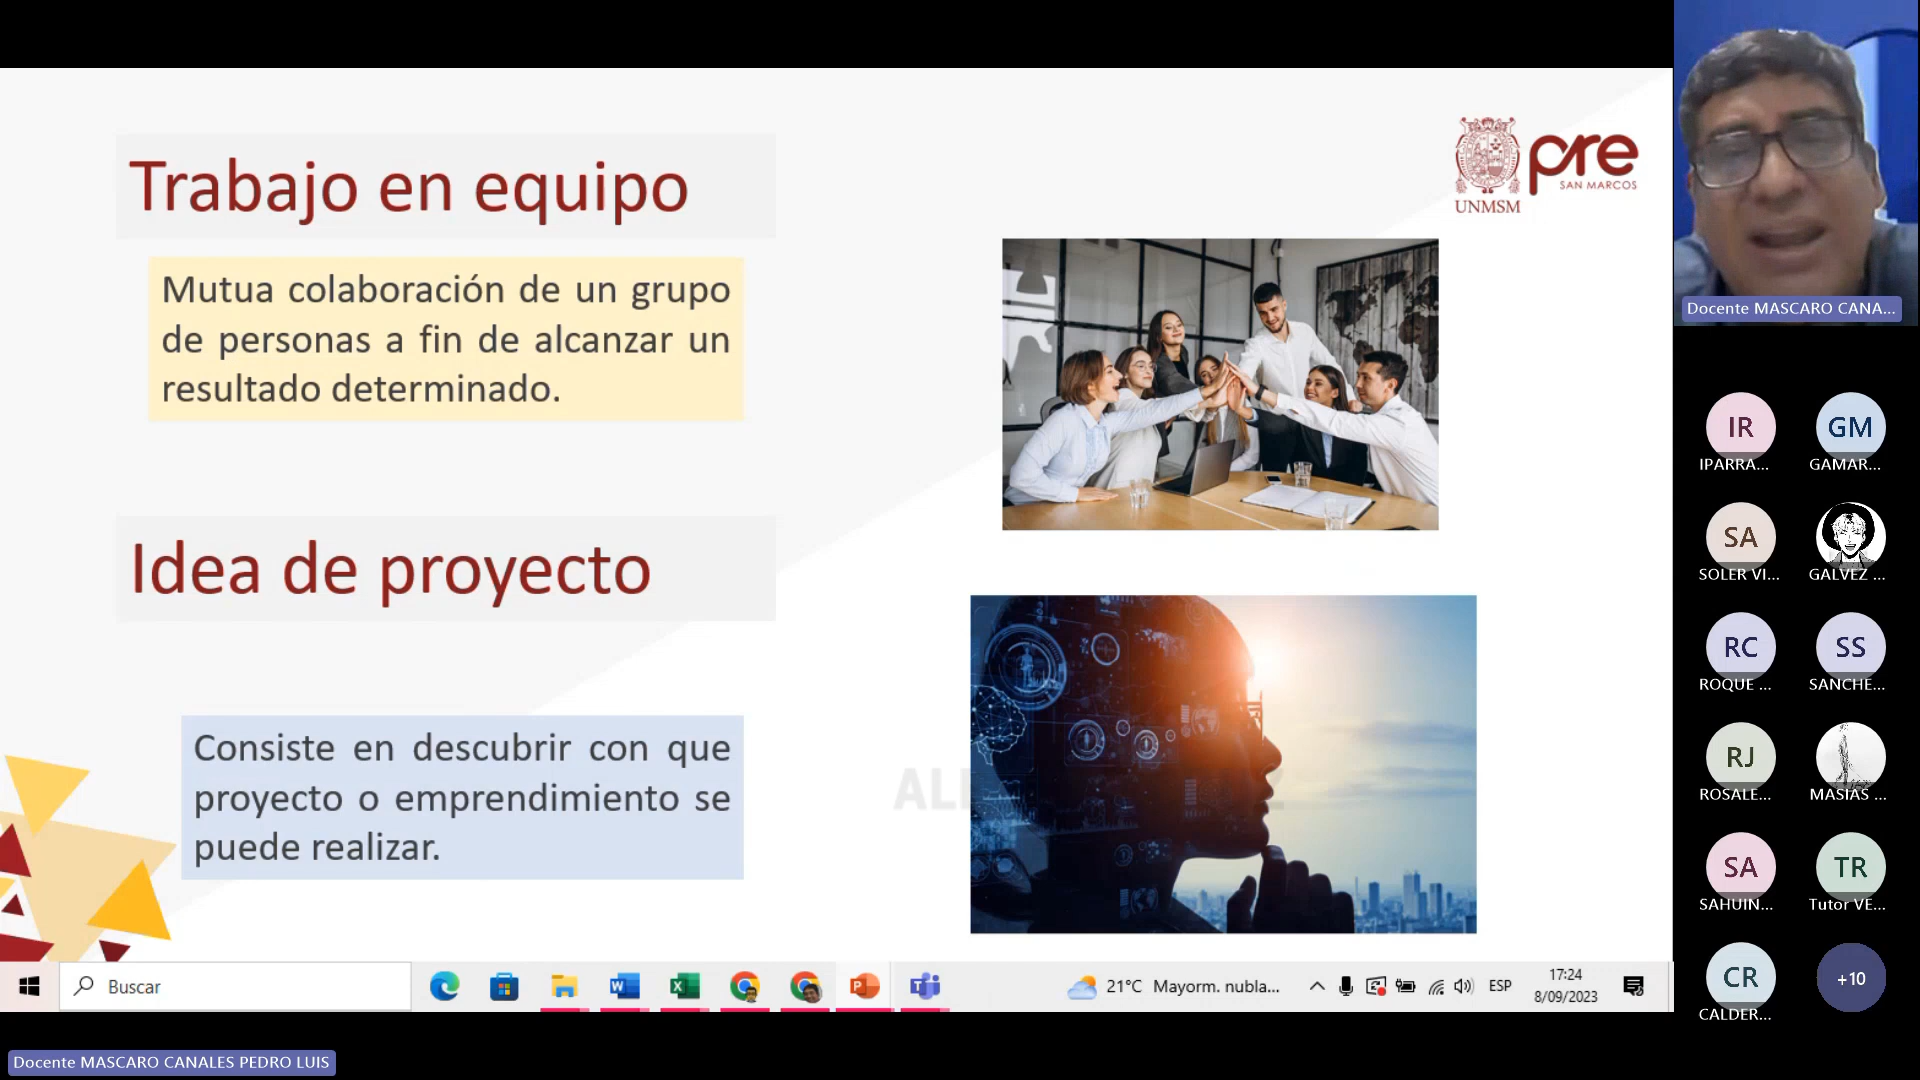 Trabajo en equipo
Mutua colaboración de un grupo
de personas a fin de alcanzar un
resultado determinado.
UNMSM
pre
SAN MARCOS
Idea de proyecto
Consiste en descubrir con que
proyecto o emprendimiento se
puede realizar.
Buscar
21°C Mayorm. nubla...
ESP
17:24
8/09/2023
Docente MASCARO CANA...
IR
IPARRA...
GM
GAMAR...
SA
SOLER VI...
GALVEZ ...
RC
ROQUE ...
SS
SANCHE...
RJ
ROSALE...
MASIAS ...
SA
SAHUIN...
TR
Tutor VE...
CR
CALDER...
+10
Docente MASCARO CANALES PEDRO LUIS